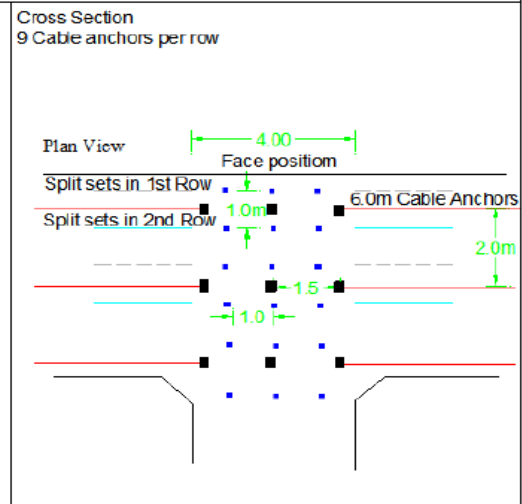 Cross Section
9 Cable anchors per row
4.00
Plan View
Face position
Split sets in 1st Row
6.0m Cable Anchors
1.0m
Split sets in 2nd Row
2.0m
1.5
1.0